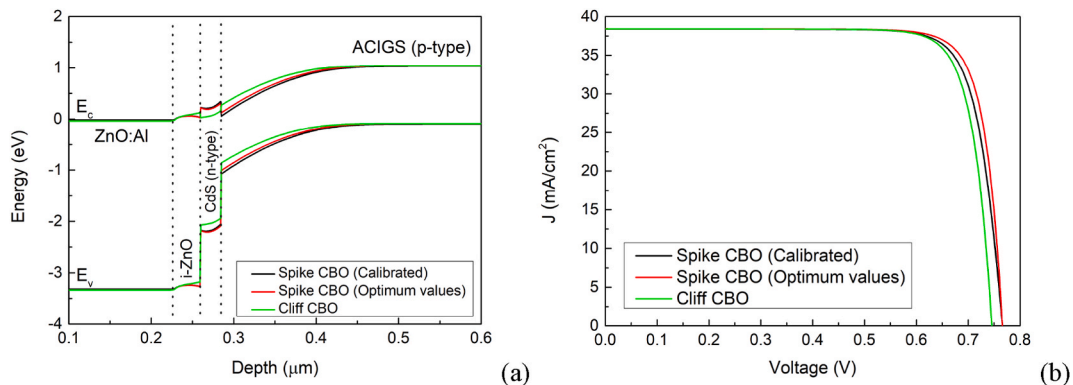 2
1
0
-1
-2
-3
-4
Energy (eV)
E_c
ZnO:Al
ACIGS (p-type)
CdS (n-type)
i-ZnO
E_v
Spike CBO (Calibrated)
Spike CBO (Optimum values)
Cliff CBO
0.1 0.2 0.3 0.4 0.5 0.6
Depth (μm)
(a)
40
35
30
25
20
15
10
5
0
J (mA/cm²)
Spike CBO (Calibrated)
Spike CBO (Optimum values)
Cliff CBO
0.0 0.1 0.2 0.3 0.4 0.5 0.6 0.7 0.8
Voltage (V)
(b)